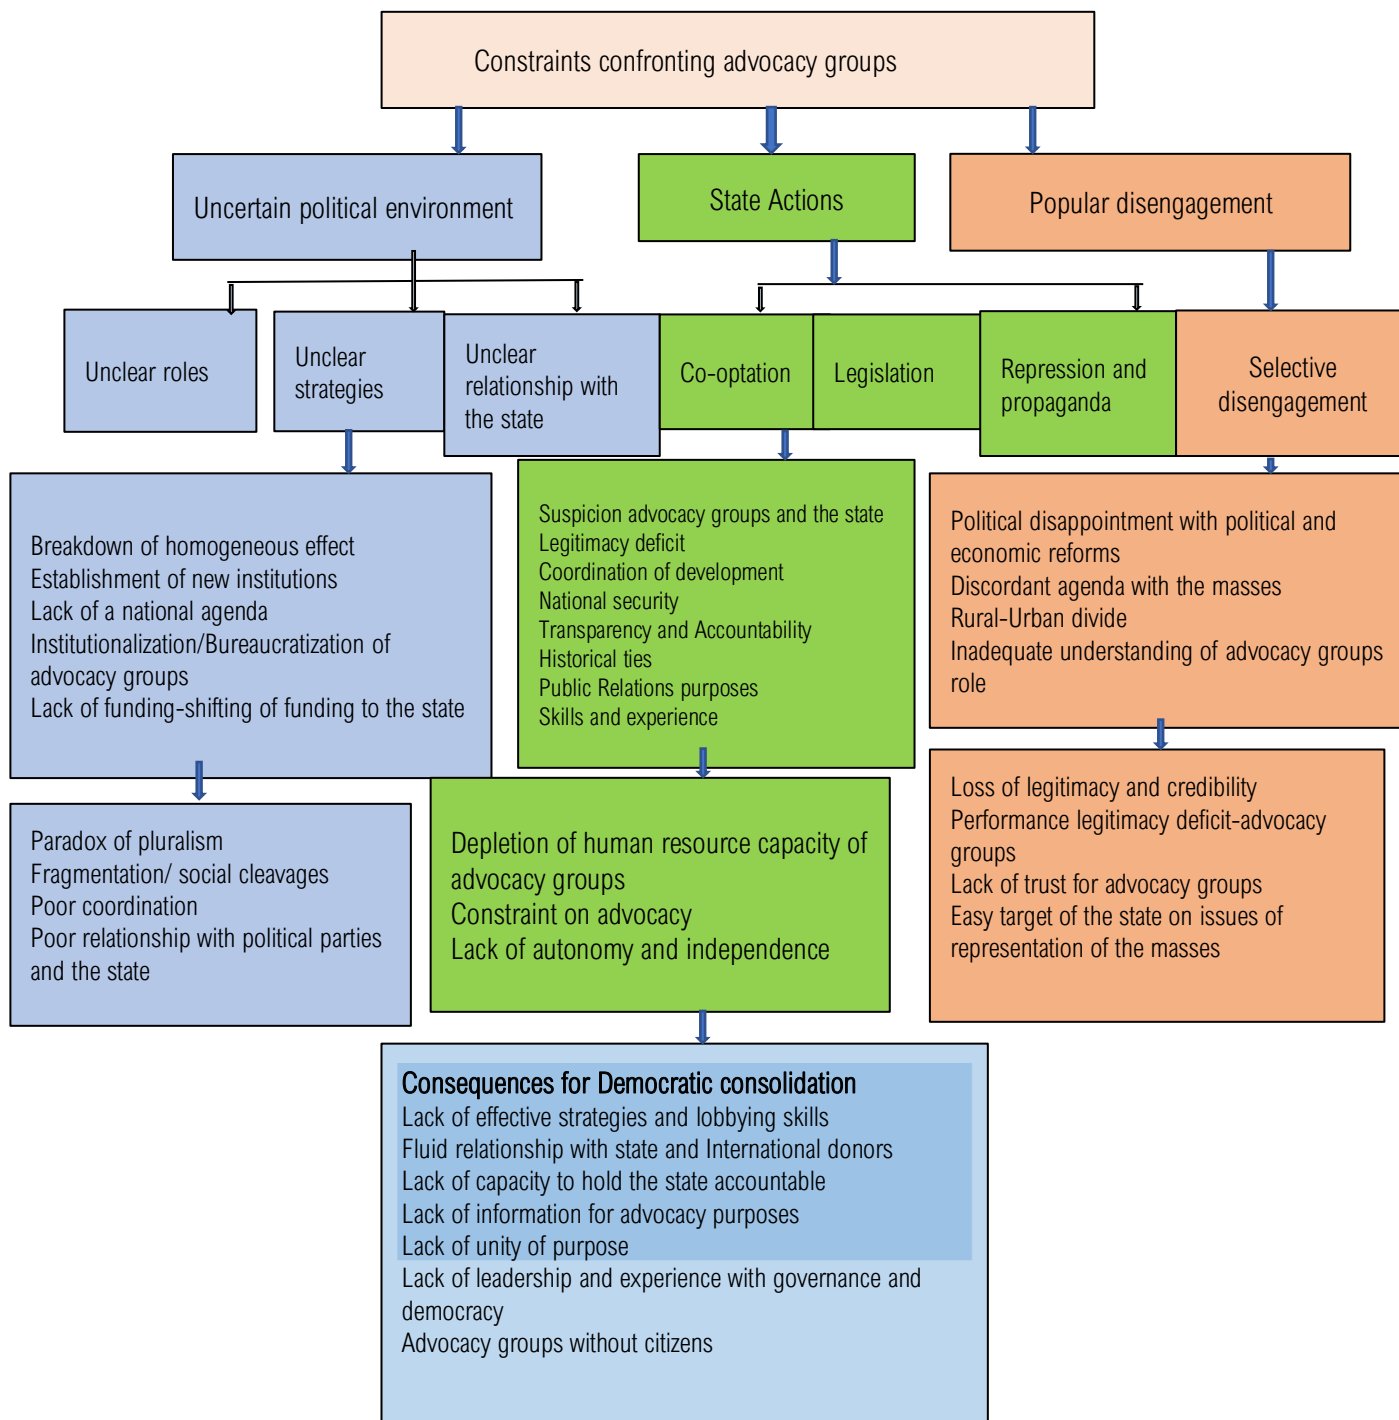 Constraints confronting advocacy groups
Uncertain political environment
State Actions
Popular disengagement
Unclear roles
Unclear
strategies
Unclear
relationship with
the state
Co-optation
Legislation
Repression and
propaganda
Selective
disengagement
Breakdown of homogeneous effect
Establishment of new institutions
Lack of a national agenda
Institutionalization/Bureaucratization of
advocacy groups
Lack of funding-shifting of funding to the state
Suspicion advocacy groups and the state
Legitimacy deficit
Coordination of development
National security
Transparency and Accountability
Historical ties
Public Relations purposes
Skills and experience
Political disappointment with political and
economic reforms
Discordant agenda with the masses
Rural-Urban divide
Inadequate understanding of advocacy groups
role
Paradox of pluralism
Fragmentation/ social cleavages
Poor coordination
Poor relationship with political parties
and the state
Depletion of human resource capacity of
advocacy groups
Constraint on advocacy
Lack of autonomy and independence
Loss of legitimacy and credibility
Performance legitimacy deficit-advocacy
groups
Lack of trust for advocacy groups
Easy target of the state on issues of
representation of the masses
Consequences for Democratic consolidation
Lack of effective strategies and lobbying skills
Fluid relationship with state and International donors
Lack of capacity to hold the state accountable
Lack of information for advocacy purposes
Lack of unity of purpose
Lack of leadership and experience with governance and
democracy
Advocacy groups without citizens